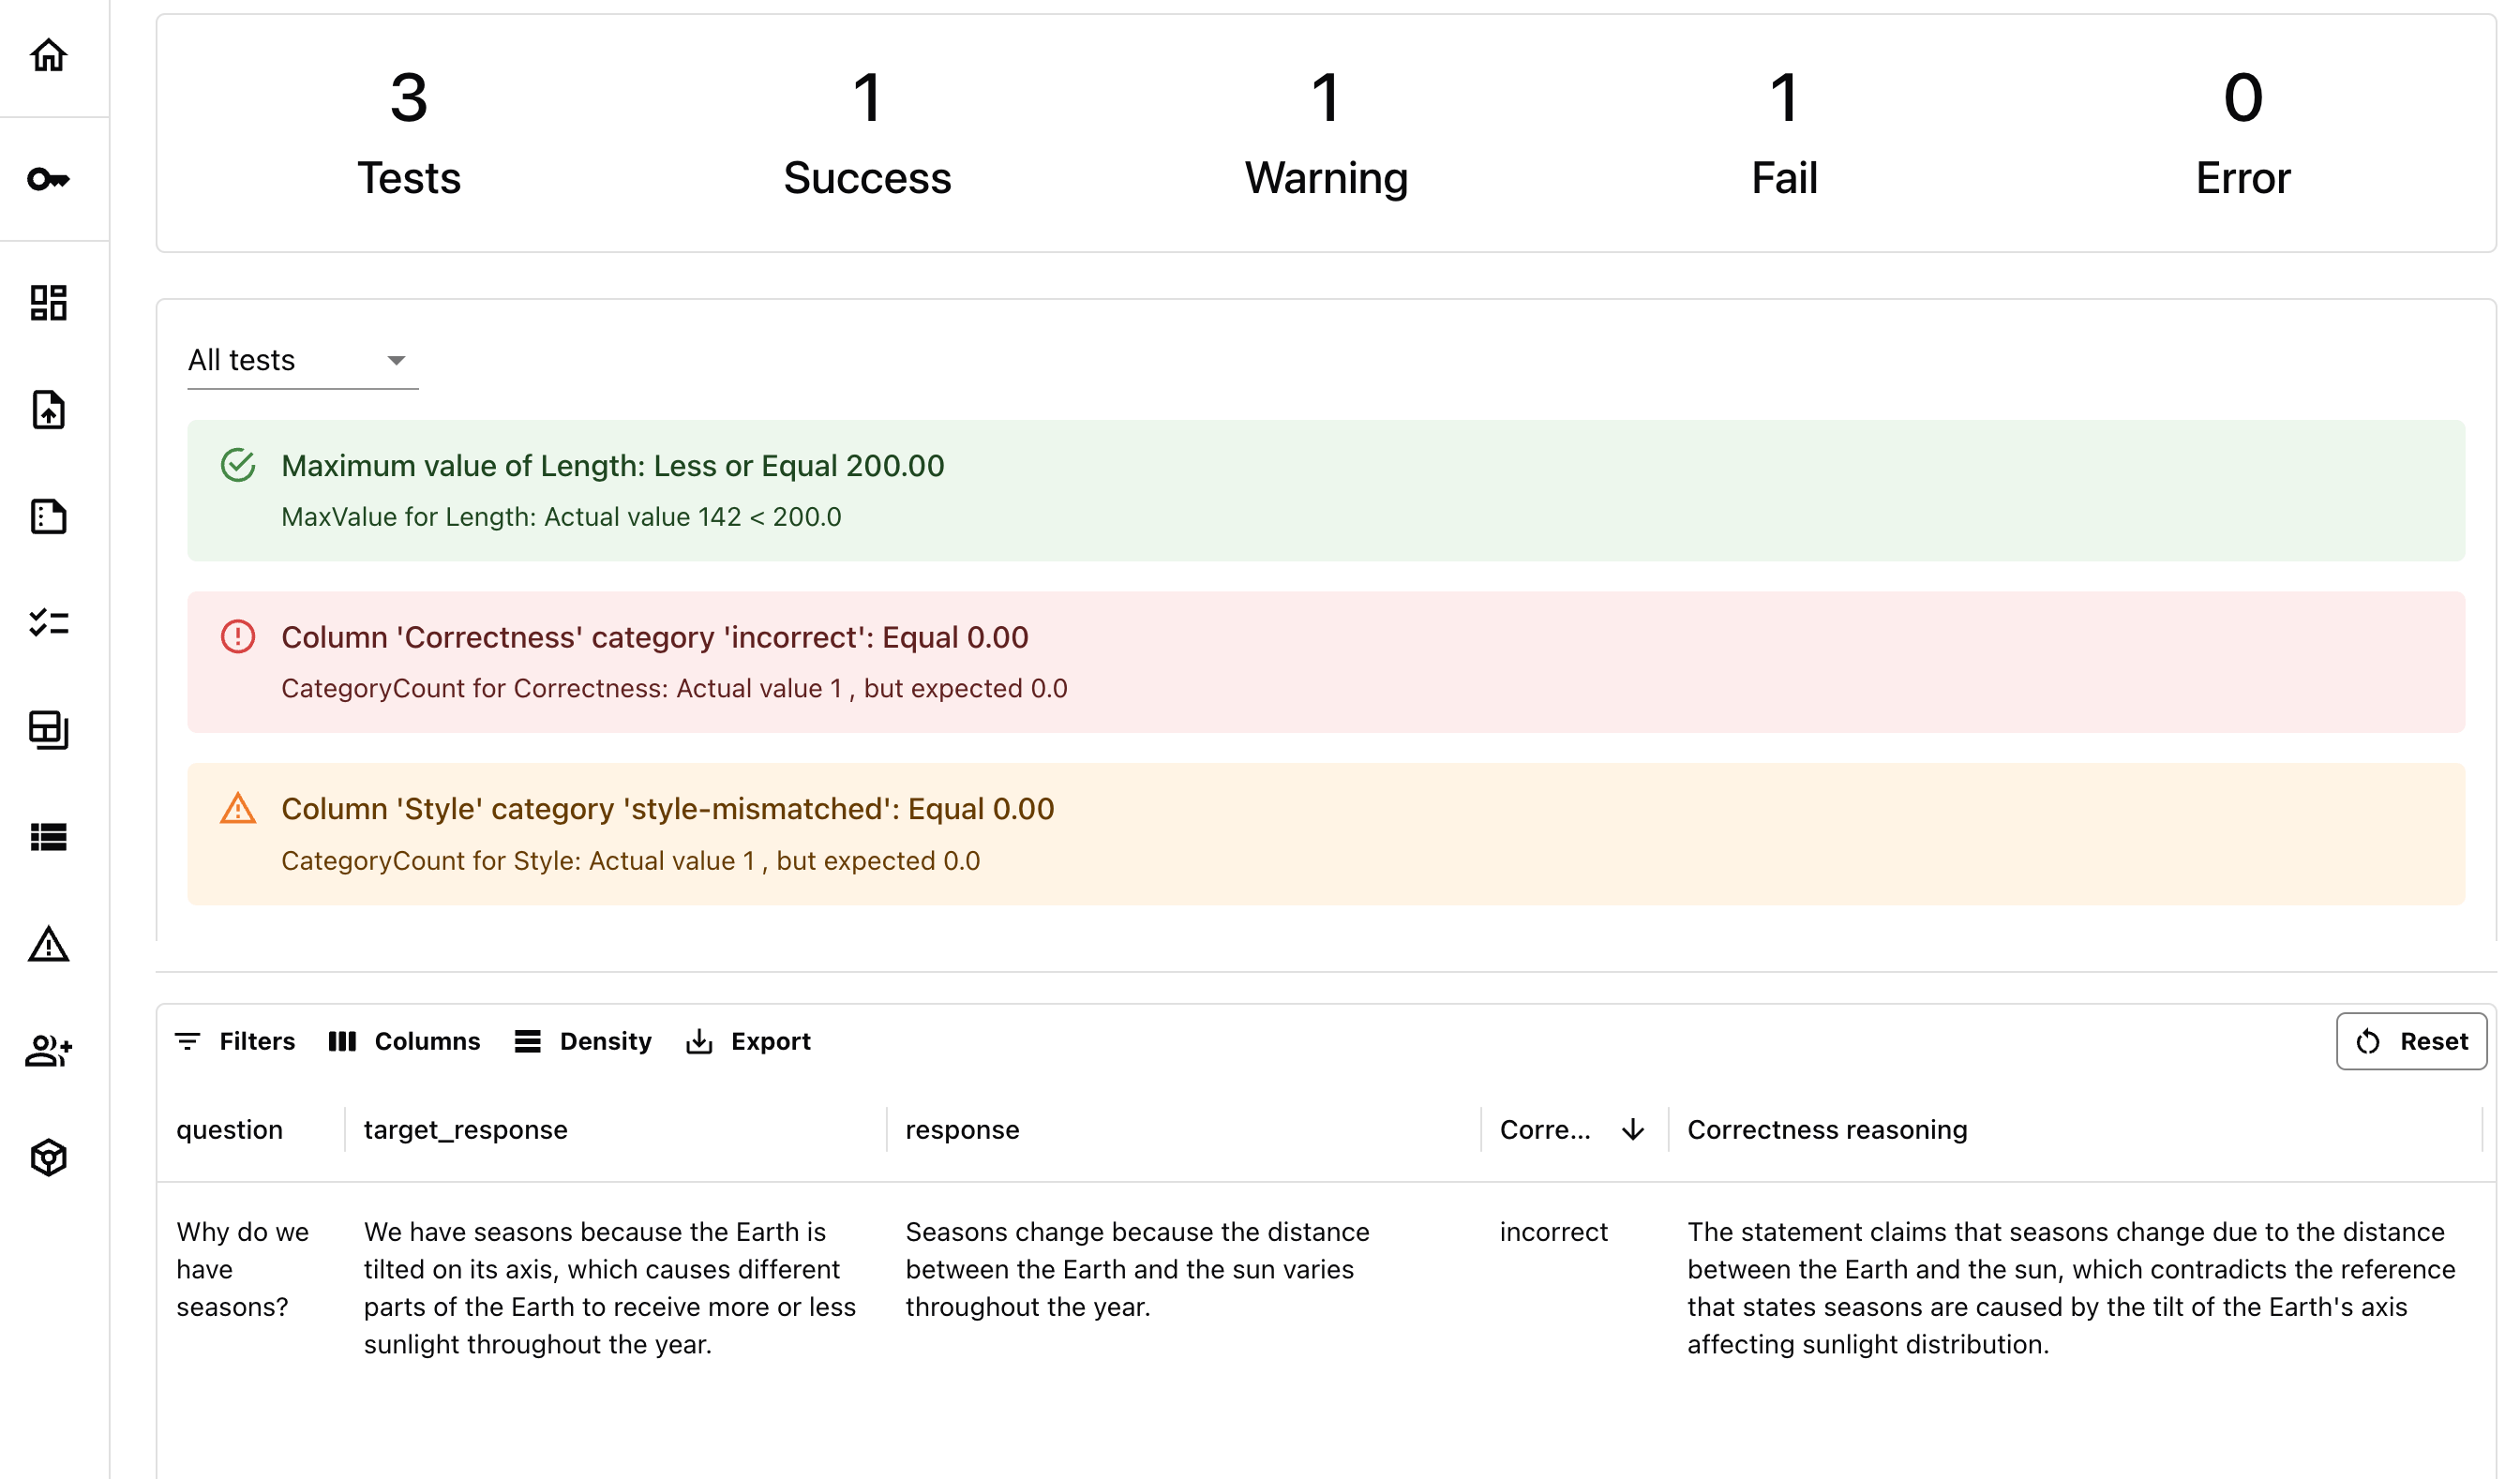 3
Tests
1
Success
1
Warning
1
Fail
0
Error
All tests
Maximum value of Length: Less or Equal 200.00
MaxValue for Length: Actual value 142 < 200.0
Column 'Correctness' category 'incorrect': Equal 0.00
CategoryCount for Correctness: Actual value 1 , but expected 0.0
Column 'Style' category 'style-mismatched': Equal 0.00
CategoryCount for Style: Actual value 1 , but expected 0.0
Filters
Columns
Density
Export
Reset
question
target_response
response
Corre...
Correctness reasoning
Why do we
have
seasons?
We have seasons because the Earth is
tilted on its axis, which causes different
parts of the Earth to receive more or less
sunlight throughout the year.
Seasons change because the distance
between the Earth and the sun varies
throughout the year.
incorrect
The statement claims that seasons change due to the distance
between the Earth and the sun, which contradicts the reference
that states seasons are caused by the tilt of the Earth's axis
affecting sunlight distribution.